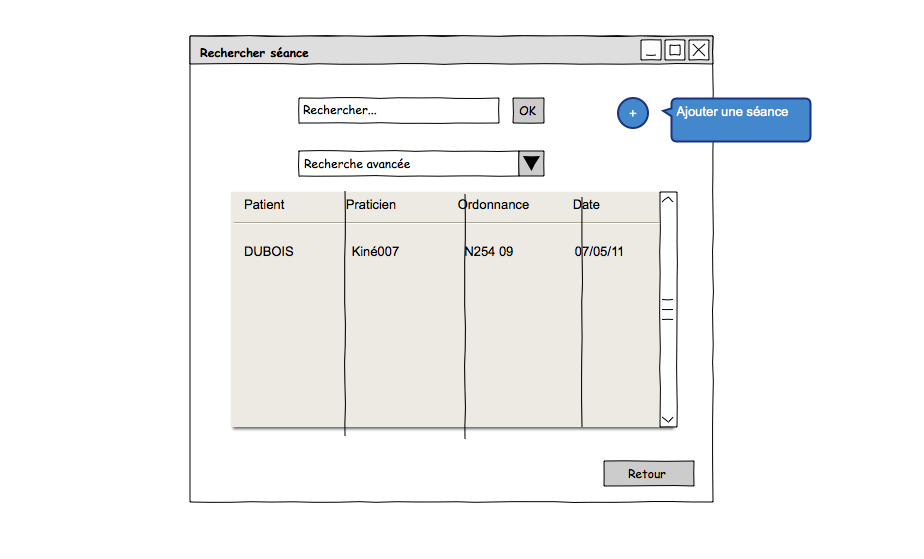 Rechercher séance
Rechercher...
OK
+
Ajouter une séance
Recherche avancée
Patient Praticien Ordonnance Date
DUBOIS Kiné007 N254 09 07/05/11
Retour